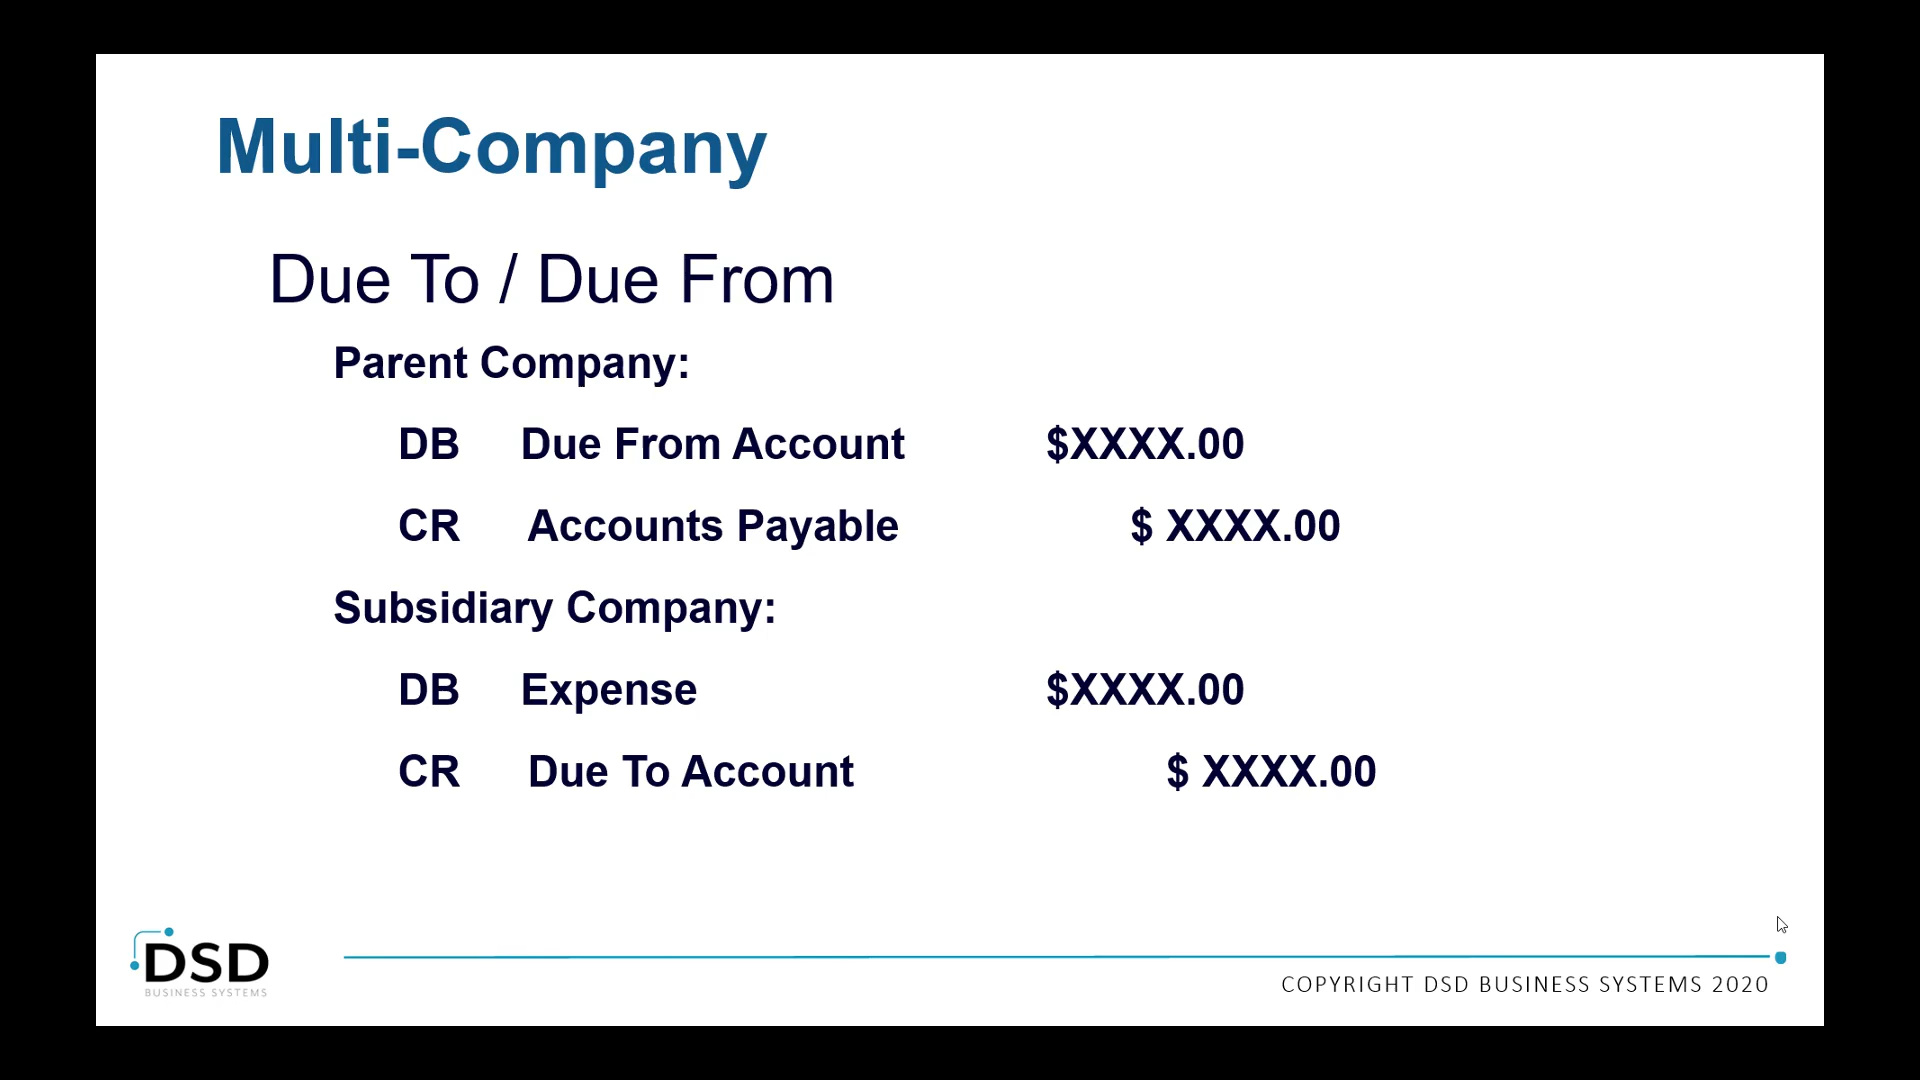 Multi-Company
Due To / Due From
Parent Company:
DB Due From Account $XXXX.00
CR Accounts Payable $ XXXX.00
Subsidiary Company:
DB Expense $XXXX.00
CR Due To Account $ XXXX.00
DSD
BUSINESS SYSTEMS
COPYRIGHT DSD BUSINESS SYSTEMS 2020